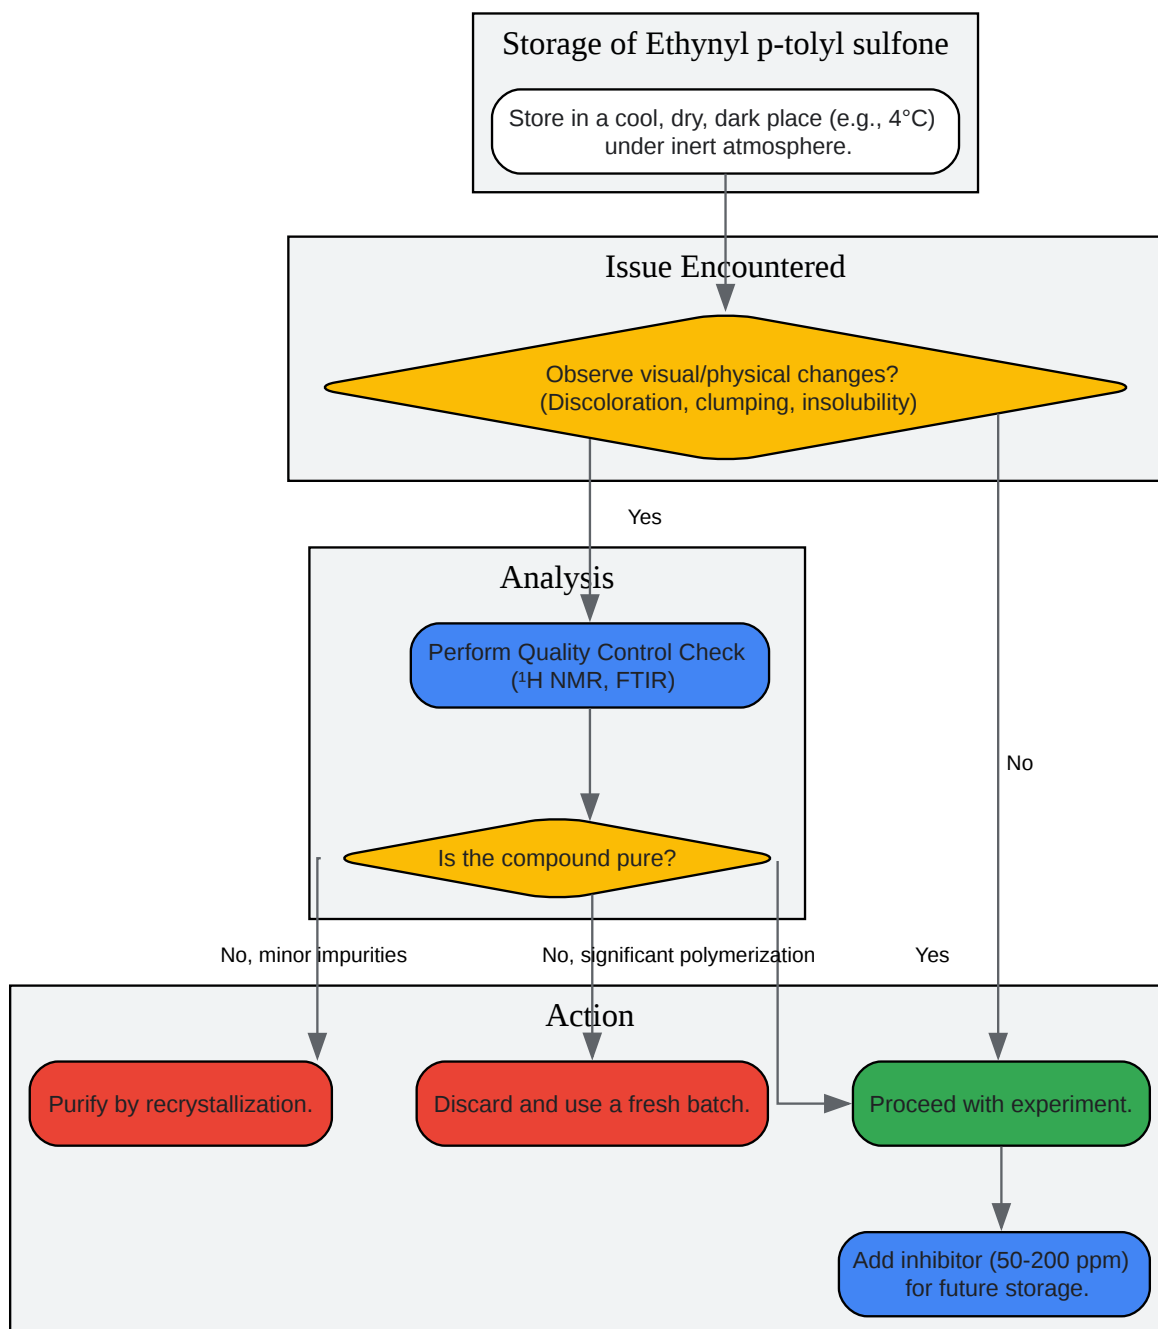 Storage of Ethynyl p-tolyl sulfone
Store in a cool, dry, dark place (e.g., 4°C)
under inert atmosphere.
Issue Encountered
Observe visual/physical changes?
(Discoloration, clumping, insolubility)
Yes
Analysis
Perform Quality Control Check
(¹H NMR, FTIR)
No
Is the compound pure?
No, minor impurities
No, significant polymerization
Yes
Action
Purify by recrystallization.
Discard and use a fresh batch.
Proceed with experiment.
Add inhibitor (50-200 ppm)
for future storage.